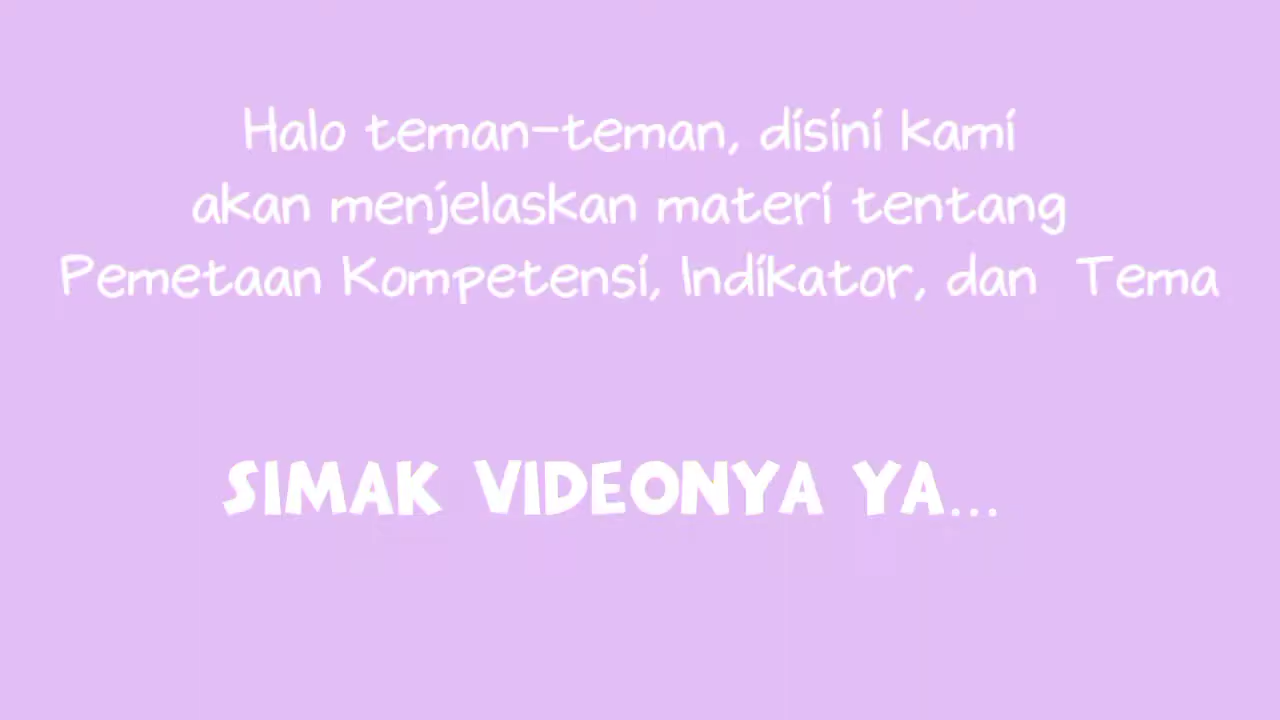 Halo teman-teman, disini kami
akan menjelaskan materi tentang
Pemetaan Kompetensi, Indikator, dan Tema
SIMAK VIDEONYA YA...